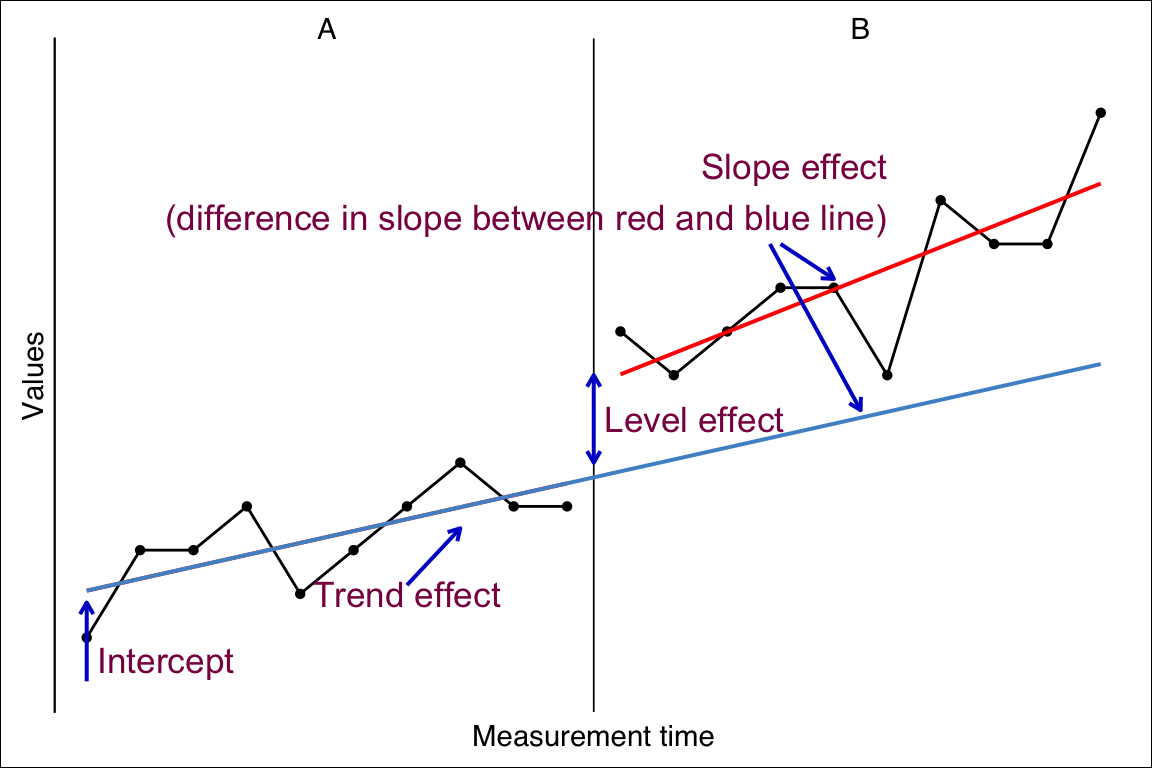 A
B
Slope effect
(difference in slope between red and blue line)
Values
Level effect
Trend effect
Intercept
Measurement time